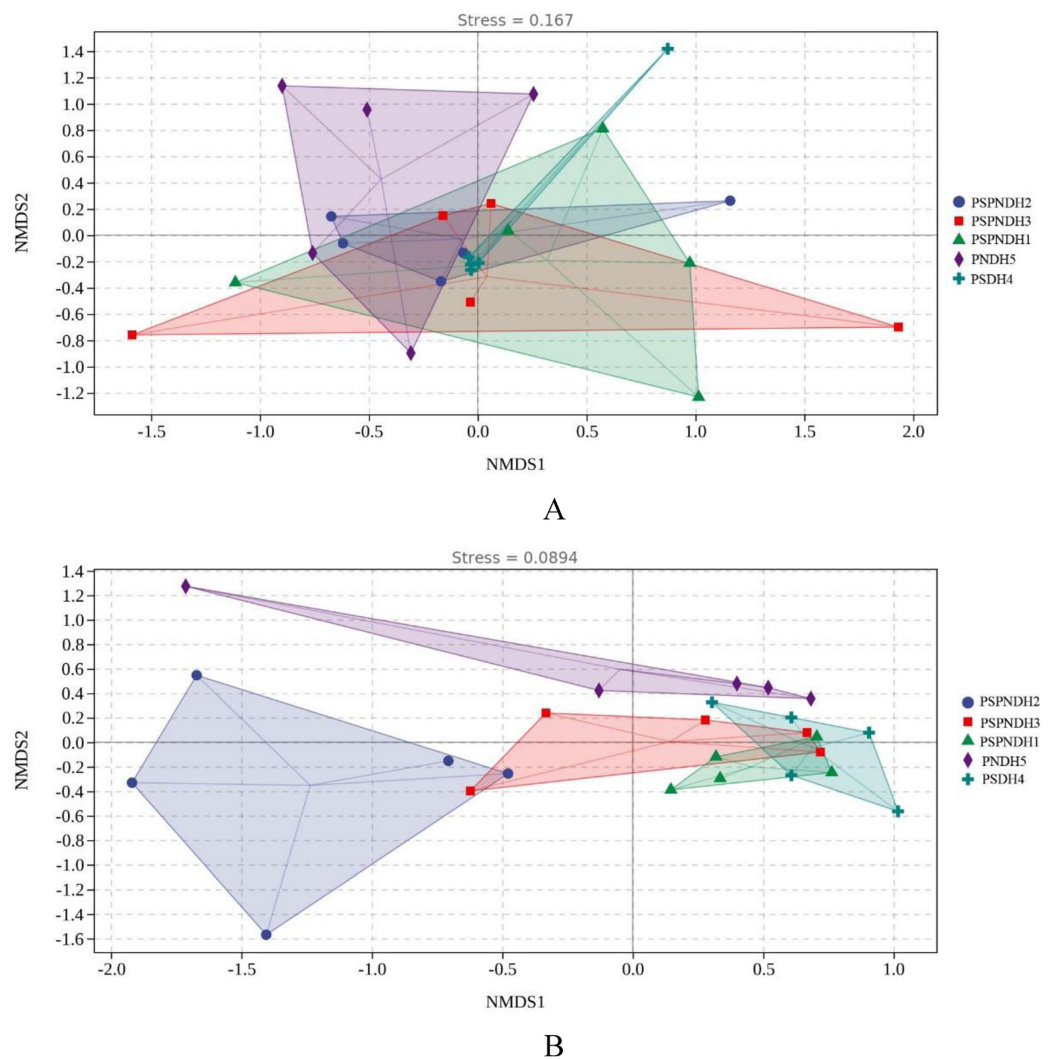 Stress = 0.167
1.4
1.2
1.0
0.8
0.6
0.4
0.2
0.0
-0.2
-0.4
-0.6
-0.8
-1.0
-1.2
NMDS2
-1.5 -1.0 -0.5 0.0 0.5 1.0 1.5 2.0
NMDS1
PSPNDH2
PSPNDH3
PSPNDH1
PNDH5
PSDH4
A
Stress = 0.0894
1.4
1.2
1.0
0.8
0.6
0.4
0.2
0.0
-0.2
-0.4
-0.6
-0.8
-1.0
-1.2
-1.4
-1.6
NMDS2
-2.0 -1.5 -1.0 -0.5 0.0 0.5 1.0
NMDS1
PSPNDH2
PSPNDH3
PSPNDH1
PNDH5
PSDH4
B